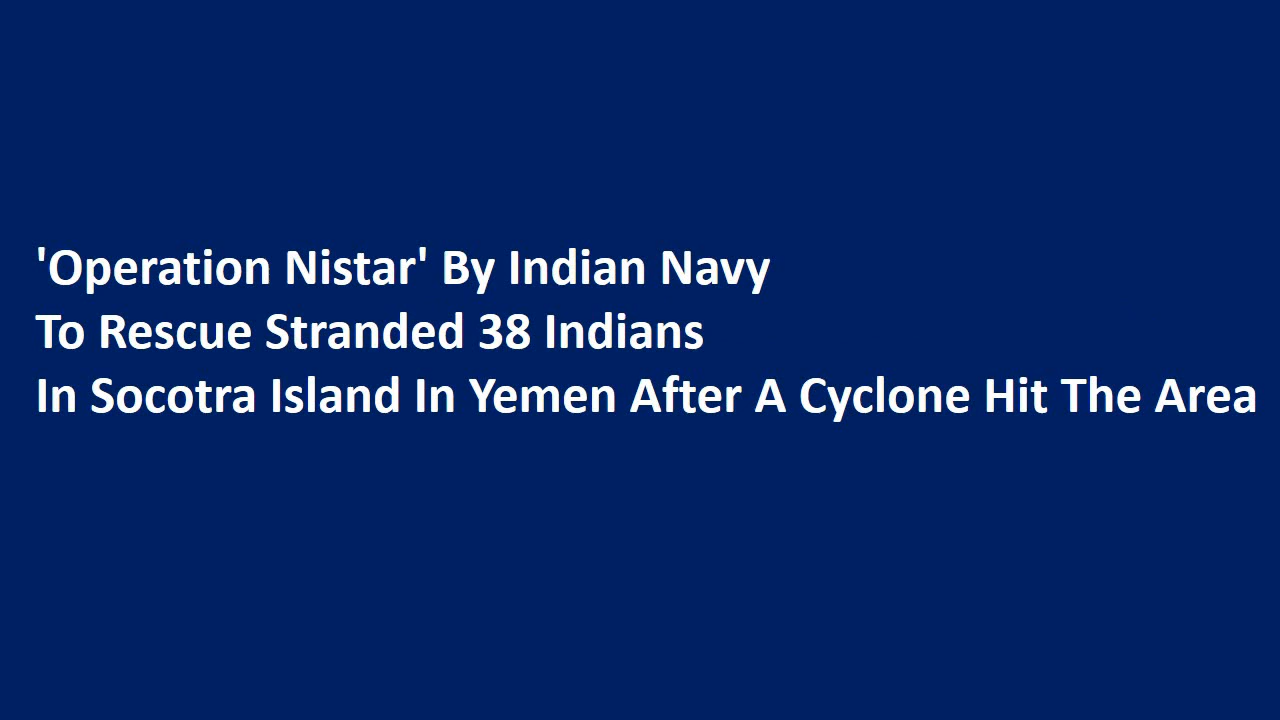 'Operation Nistar' By Indian Navy
To Rescue Stranded 38 Indians
In Socotra Island In Yemen After A Cyclone Hit The Area